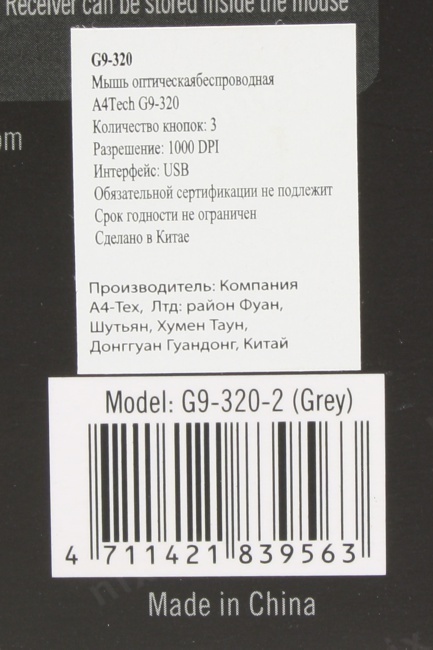 Receiver can be stored inside the mouse
G9-320
Мышь оптическаябеспроводная
A4Tech G9-320
Количество кнопок: 3
Разрешение: 1000 DPI
Интерфейс: USB
Обязательной сертификации не подлежит
Срок годности не ограничен
Сделано в Китае
Производитель: Компания
А4-Тех, Лтд: район Фуан,
Шутьян, Хумен Таун,
Донггуан Гуандонг, Китай
Model: G9-320-2 (Grey)
4 711421 839563
Made in China